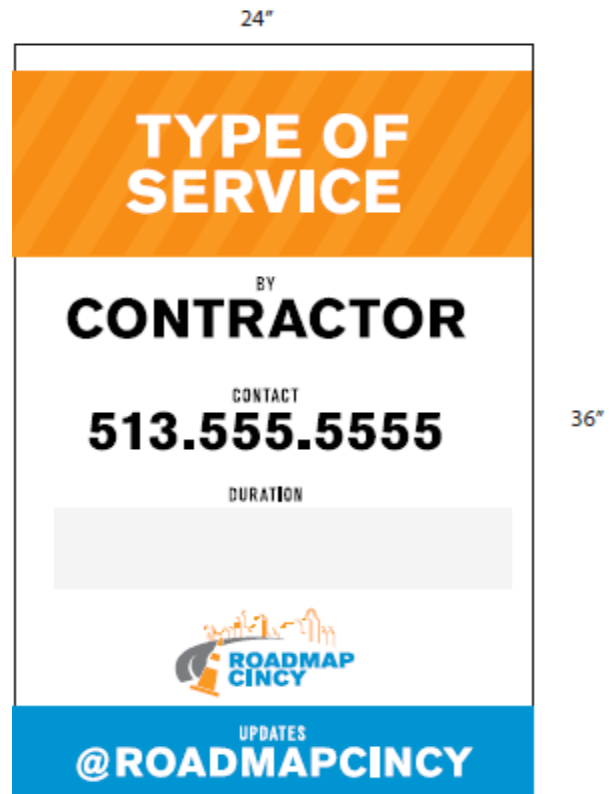 24"
TYPE OF
SERVICE
BY
CONTRACTOR
CONTACT
513.555.5555
36"
DURATION
ROADMAP
CINCY
UPDATES
@ROADMAPCINCY